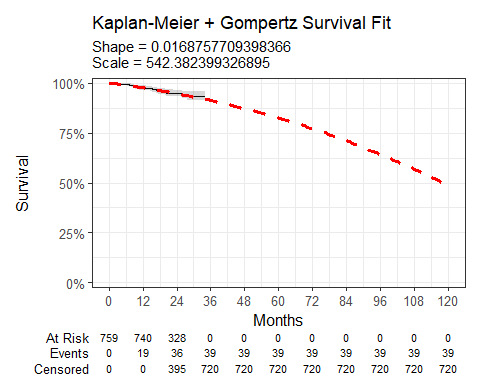 Kaplan-Meier + Gompertz Survival Fit
Shape = 0.0168757709398366
Scale = 542.382399326895
100%
75%
50%
25%
0%
Survival
0 12 24 36 48 60 72 84 96 108 120
Months
At Risk 759 740 328 0 0 0 0 0 0 0 0
Events 0 19 36 39 39 39 39 39 39 39 39
Censored 0 0 395 720 720 720 720 720 720 720 720